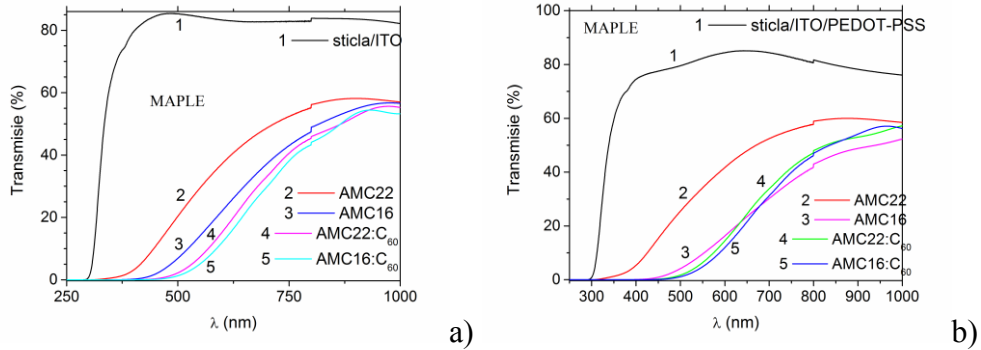 80
60
40
20
0
Transmisie (%)
1
1 sticla/ITO
MAPLE
2
3
4
5
2 AMC22
3 AMC16
4 AMC22:C₆₀
5 AMC16:C₆₀
250 500 750 1000
λ (nm)
a)
100
80
60
40
20
0
Transmisie (%)
MAPLE
1 sticla/ITO/PEDOT-PSS
1
2
3
4
5
2 AMC22
3 AMC16
4 AMC22:C₆₀
5 AMC16:C₆₀
300 400 500 600 700 800 900 1000
λ (nm)
b)